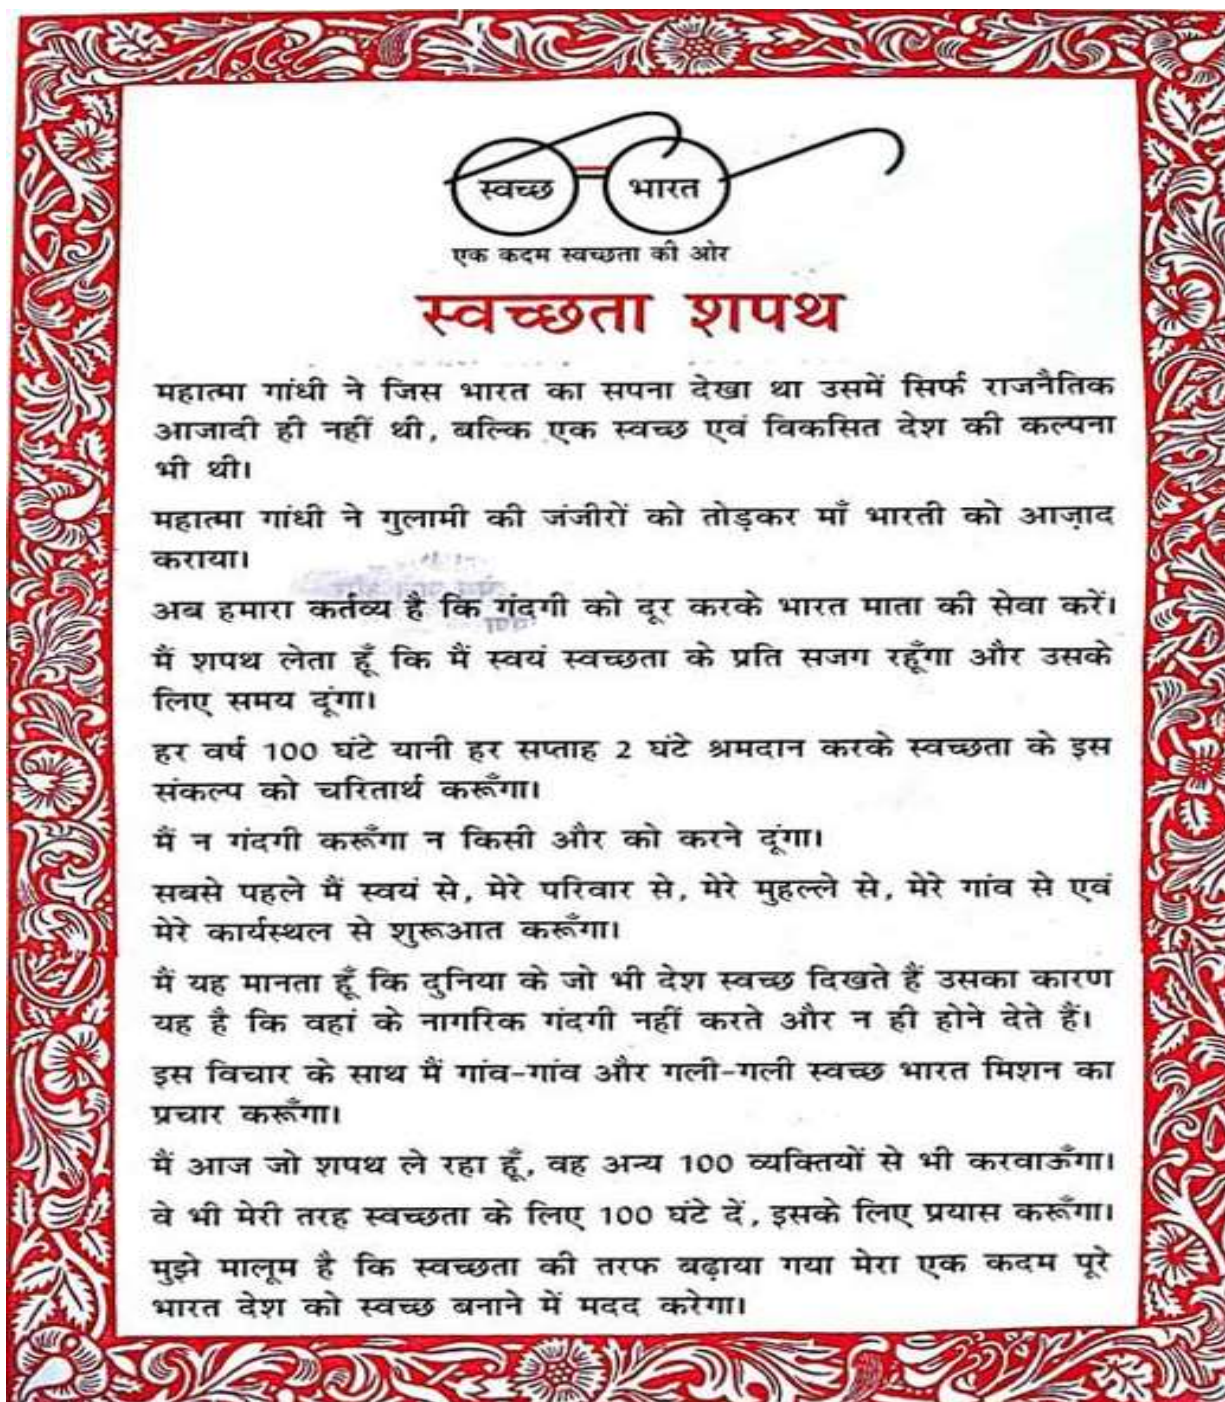 स्वच्छ भारत
एक कदम स्वच्छता की ओर
स्वच्छता शपथ
महात्मा गांधी ने जिस भारत का सपना देखा था उसमें सिर्फ राजनैतिक
आजादी ही नहीं थी, बल्कि एक स्वच्छ एवं विकसित देश की कल्पना
भी थी।
महात्मा गांधी ने गुलामी की जंजीरों को तोड़कर माँ भारती को आज़ाद
कराया।
अब हमारा कर्तव्य है कि गंदगी को दूर करके भारत माता की सेवा करें।
मैं शपथ लेता हूँ कि मैं स्वयं स्वच्छता के प्रति सजग रहूँगा और उसके
लिए समय दूंगा।
हर वर्ष 100 घंटे यानी हर सप्ताह 2 घंटे श्रमदान करके स्वच्छता के इस
संकल्प को चरितार्थ करूँगा।
मैं न गंदगी करूँगा न किसी और को करने दूंगा।
सबसे पहले मैं स्वयं से, मेरे परिवार से, मेरे मुहल्ले से, मेरे गांव से एवं
मेरे कार्यस्थल से शुरूआत करूँगा।
मैं यह मानता हूँ कि दुनिया के जो भी देश स्वच्छ दिखते हैं उसका कारण
यह है कि वहां के नागरिक गंदगी नहीं करते और न ही होने देते हैं।
इस विचार के साथ मैं गांव-गांव और गली-गली स्वच्छ भारत मिशन का
प्रचार करूँगा।
मैं आज जो शपथ ले रहा हूँ, वह अन्य 100 व्यक्तियों से भी करवाऊँगा।
वे भी मेरी तरह स्वच्छता के लिए 100 घंटे दें, इसके लिए प्रयास करूँगा।
मुझे मालूम है कि स्वच्छता की तरफ बढ़ाया गया मेरा एक कदम पूरे
भारत देश को स्वच्छ बनाने में मदद करेगा।